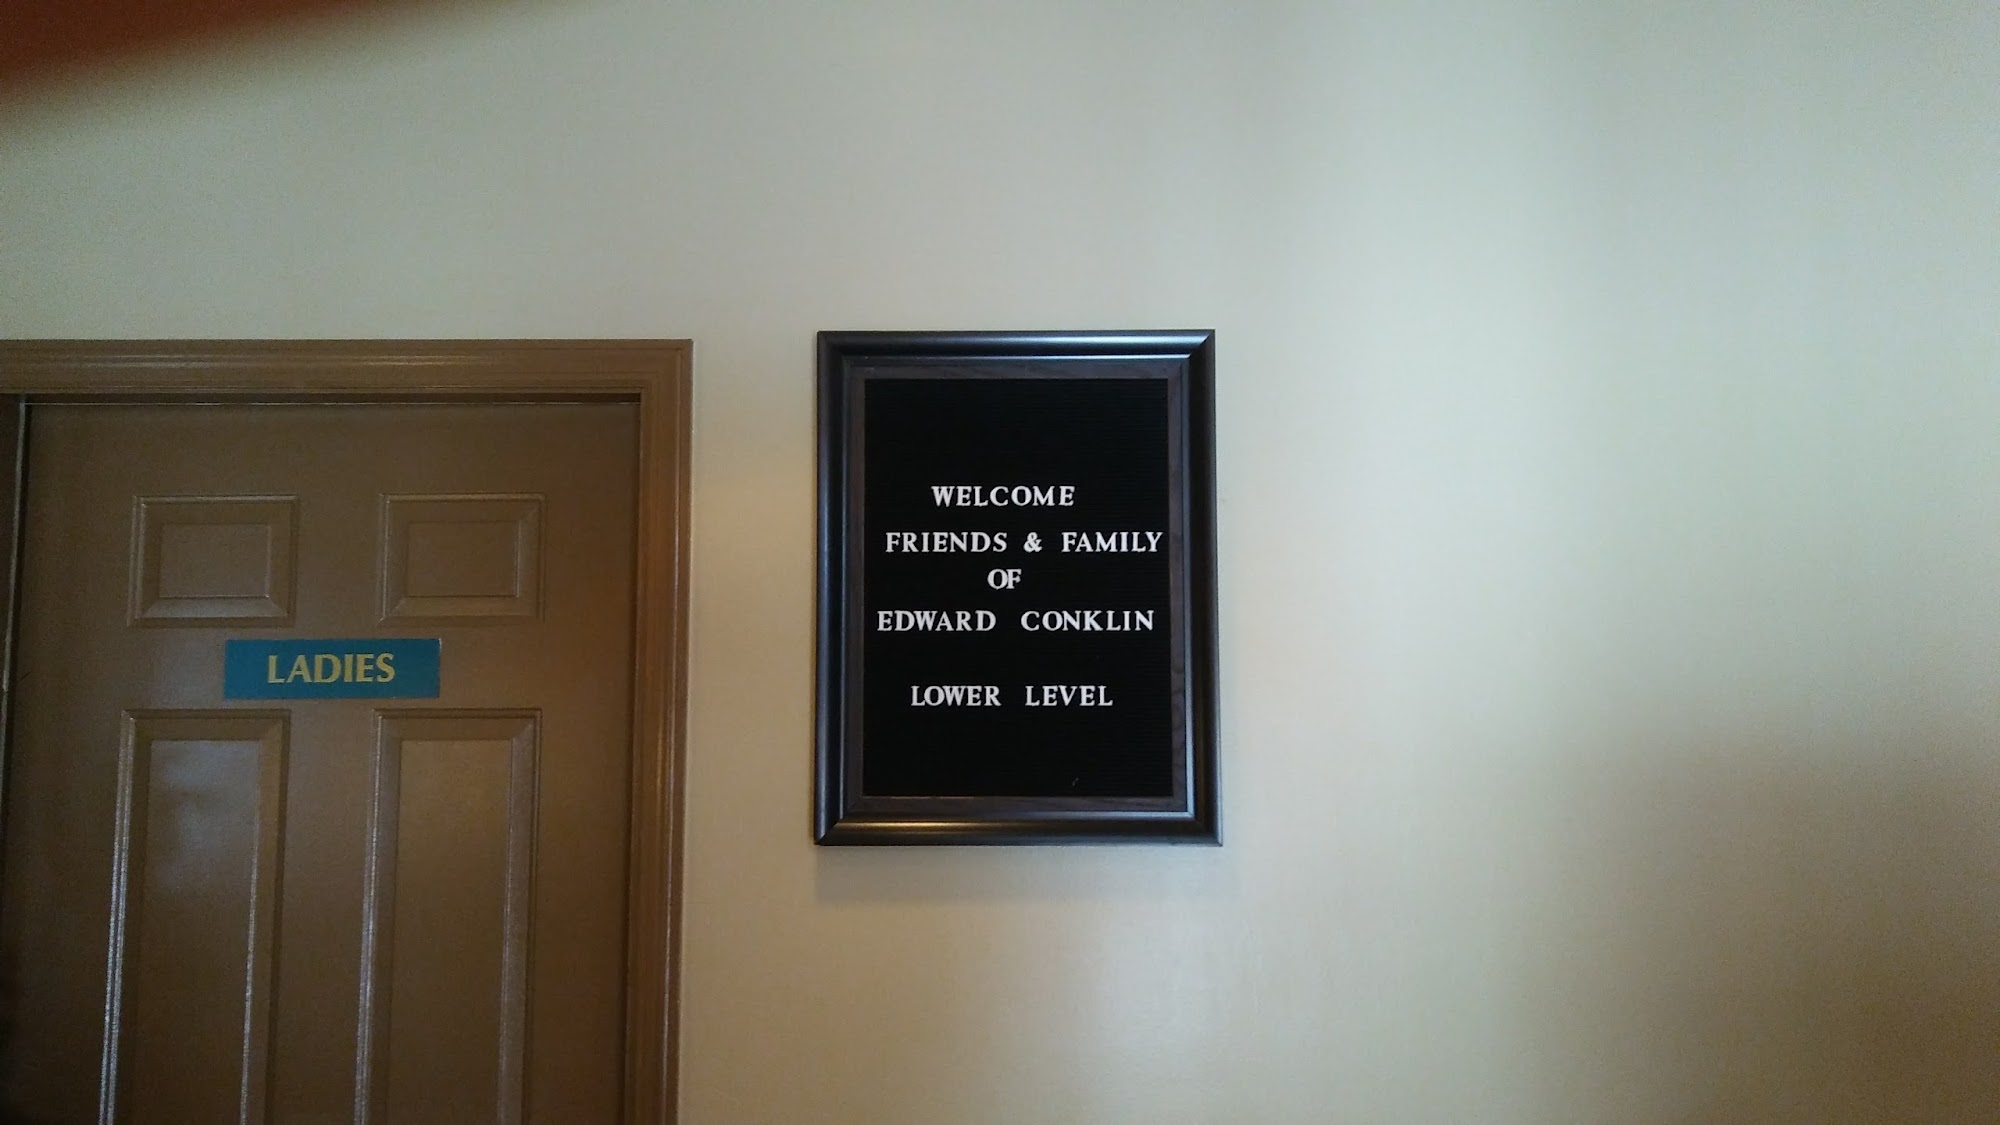 LADIES
WELCOME
FRIENDS & FAMILY
OF
EDWARD CONKLIN
LOWER LEVEL